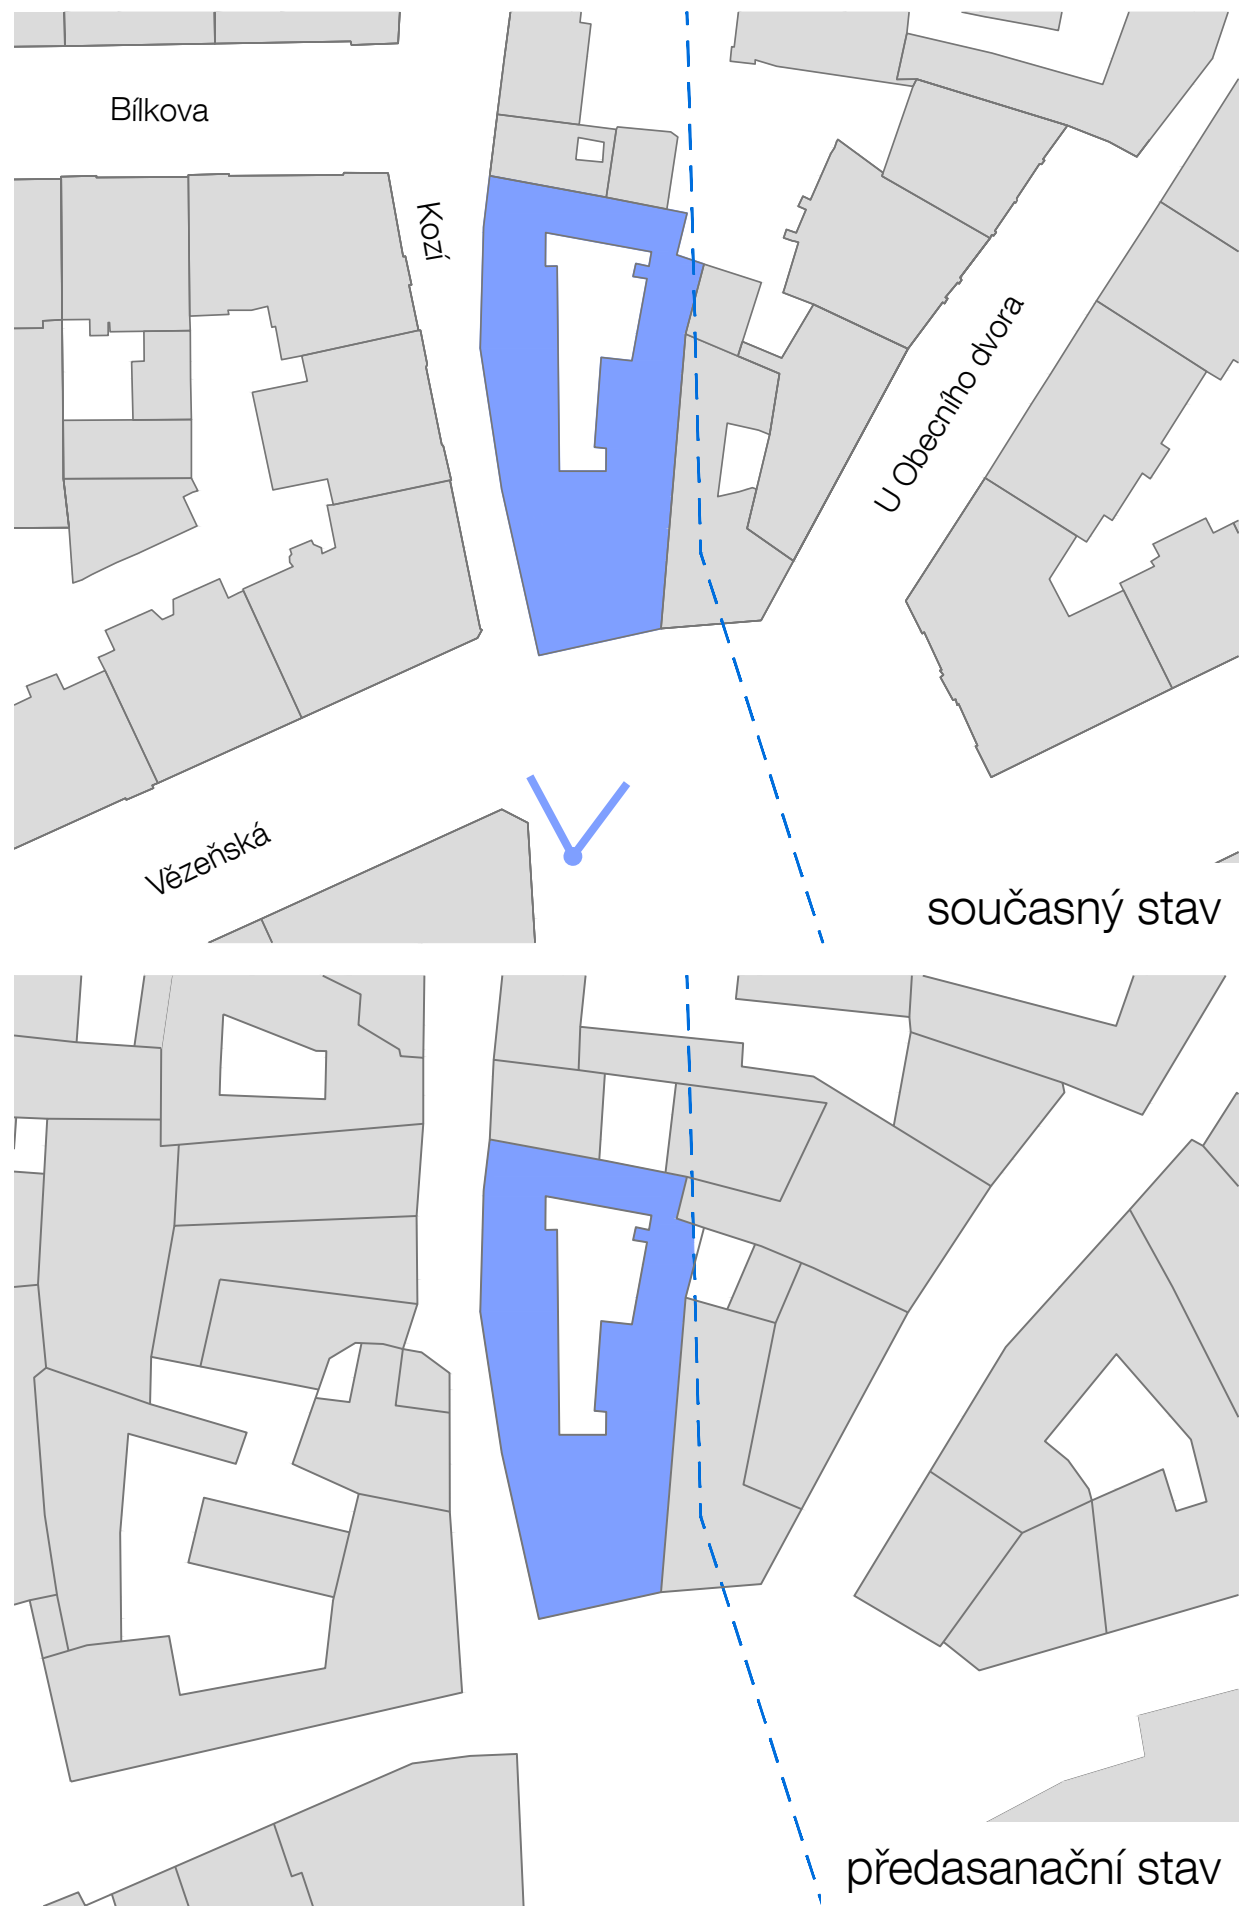 Bílkova
Kozí
U Obecního dvora
Vězeňská
současný stav
předasanační stav